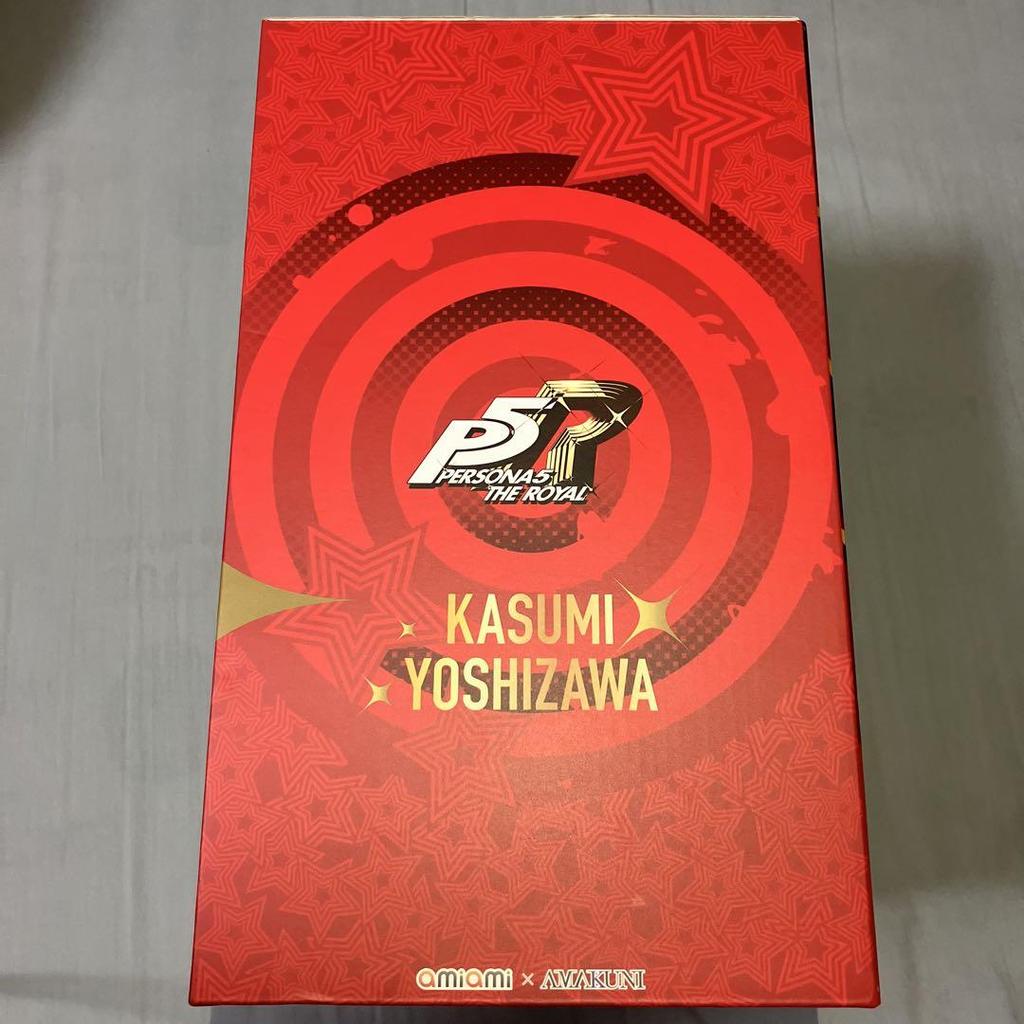 P5R
PERSONA5
THE ROYAL
KASUMI
YOSHIZAWA
amiami × AMAKUNI